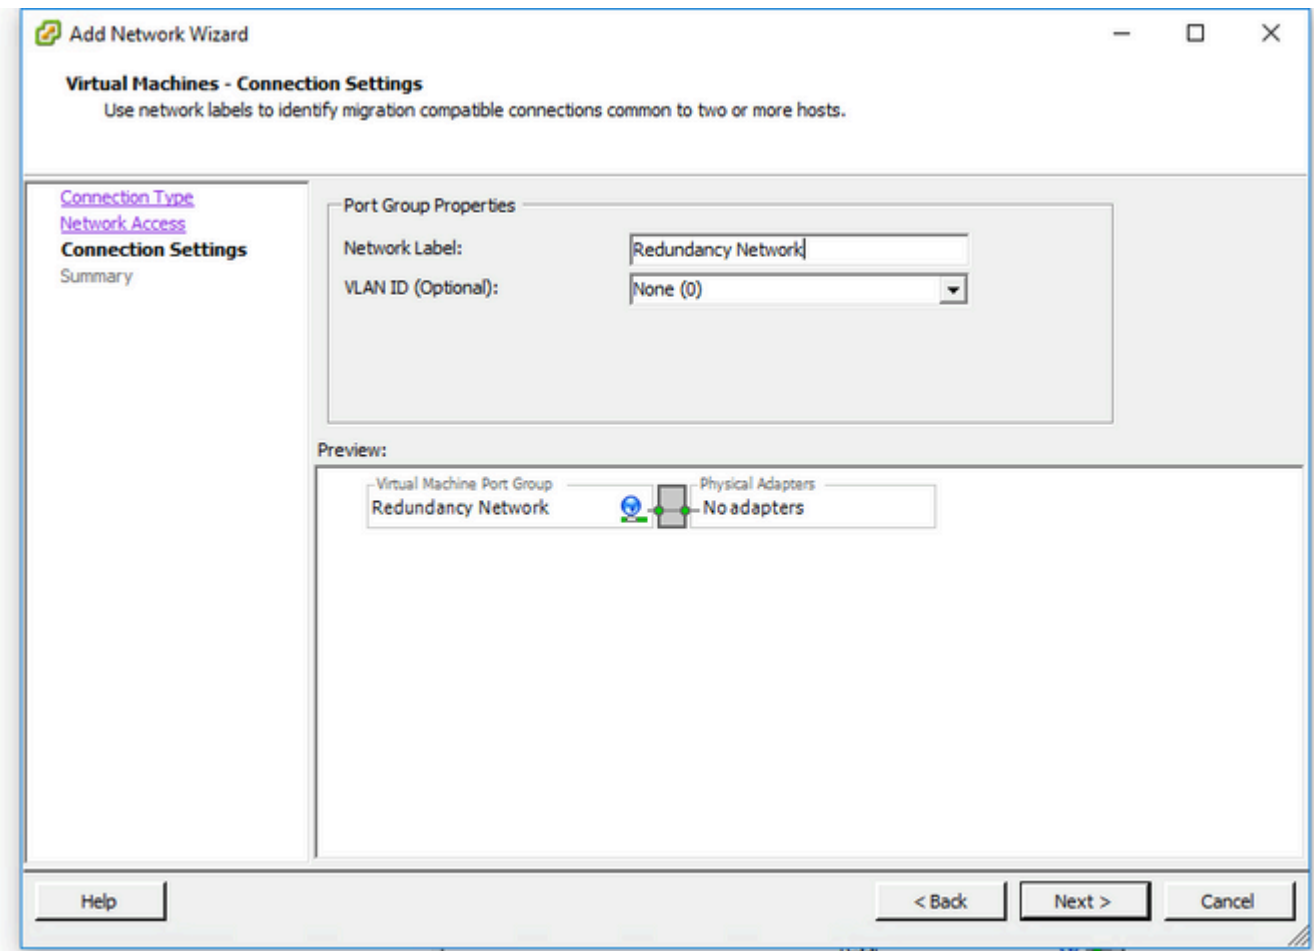 Add Network Wizard
Virtual Machines - Connection Settings
Use network labels to identify migration compatible connections common to two or more hosts.
Connection Type
Network Access
Connection Settings
Summary
Port Group Properties
Network Label:
Redundancy Network
VLAN ID (Optional):
None (0)
Preview:
Virtual Machine Port Group
Redundancy Network
Physical Adapters
No adapters
Help
< Back
Next >
Cancel